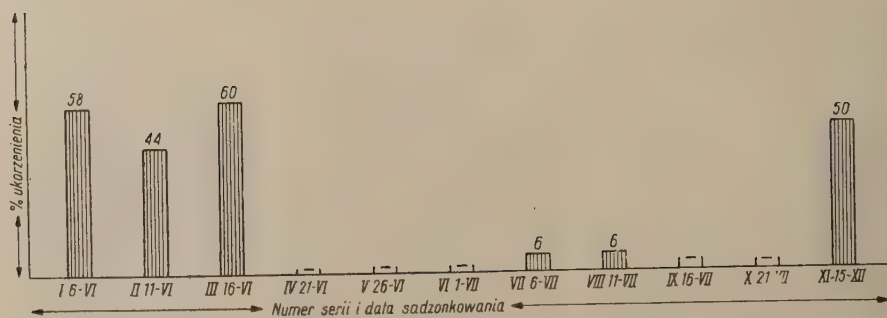 58 44 60 – – – 6 6 – – 50
% ukorzenienia
I 6-VI II 11-VI III 16-VI IV 21-VI V 26-VI VI 1-VII VII 6-VII VIII 11-VII IX 16-VII X 21 XI-15-XII
Numer serii i data sadzonkowania